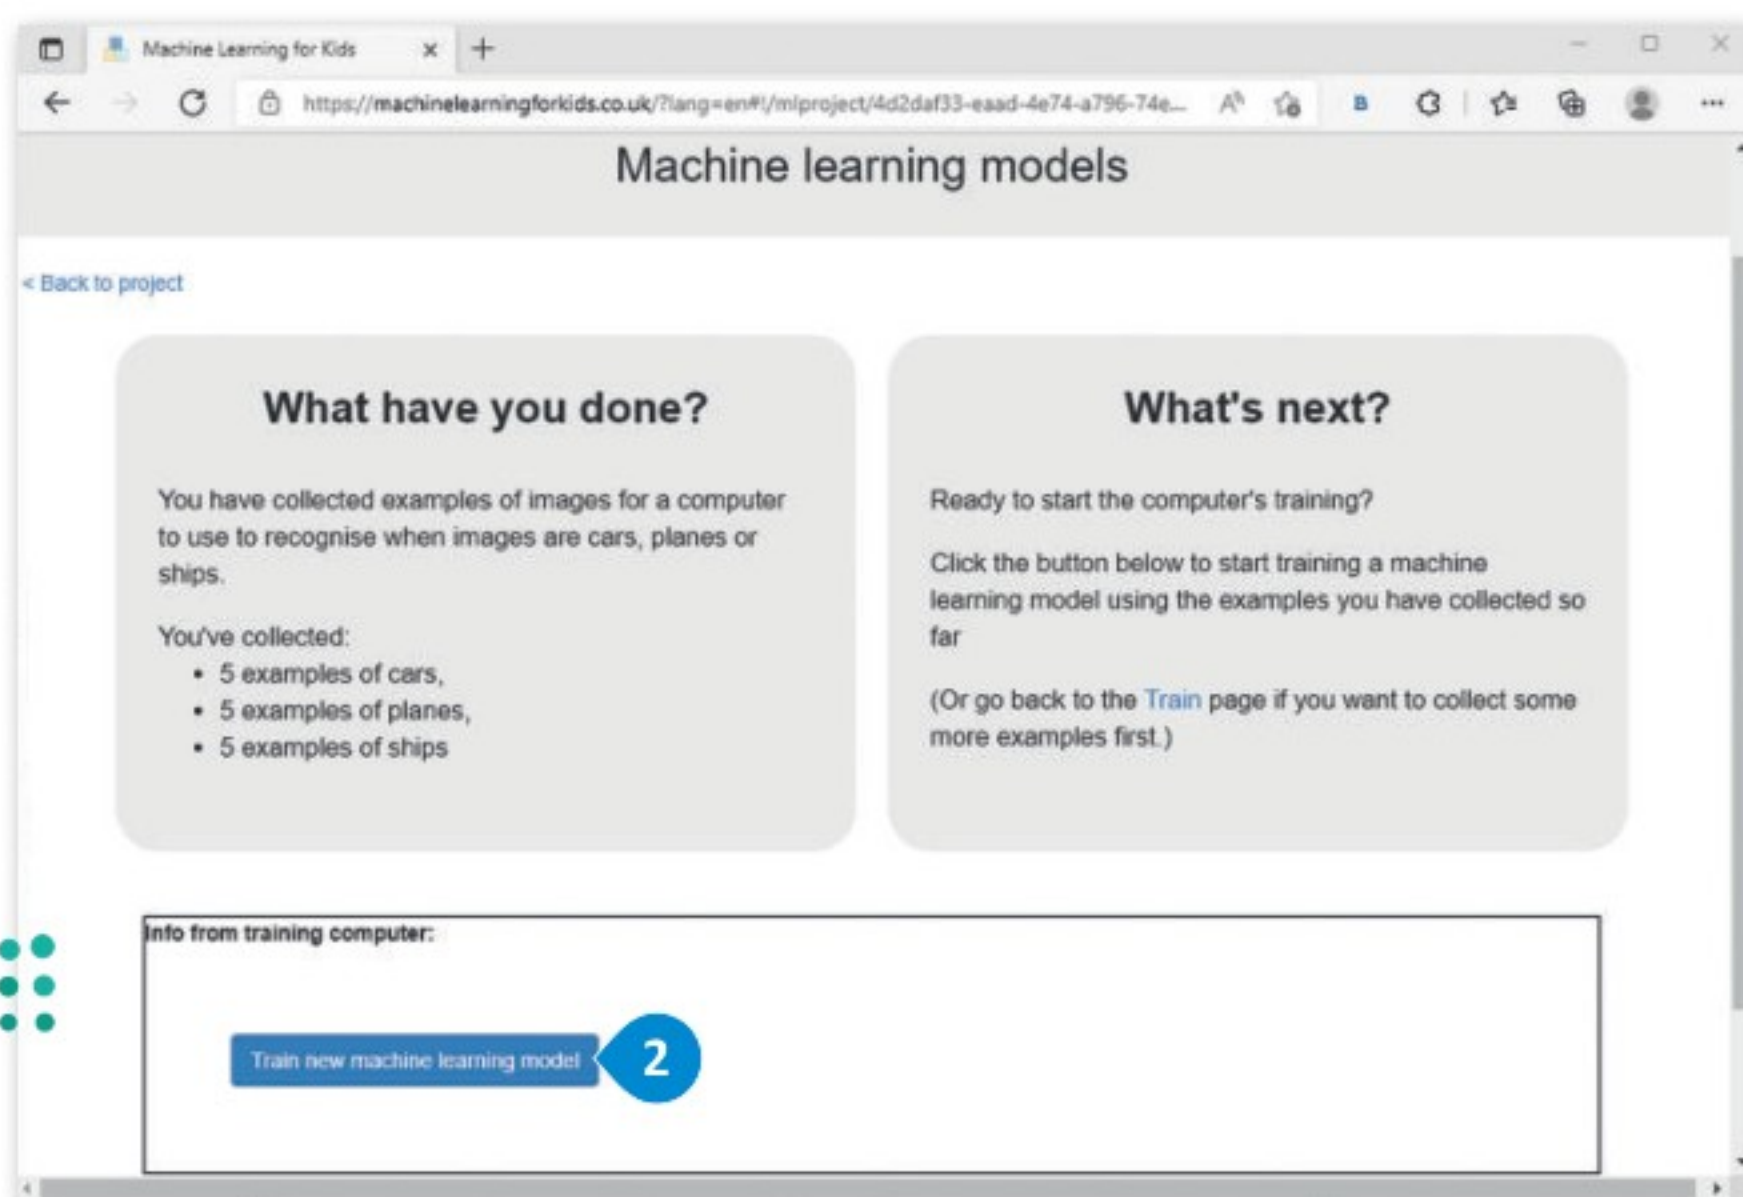 Machine Learning for Kids
https://machinelearningforkids.co.uk/?lang=en#!/mlproject/4d2daf33-eaad-4e74-a796-74e...
Machine learning models
< Back to project
What have you done?
You have collected examples of images for a computer
to use to recognise when images are cars, planes or
ships.
You've collected:
• 5 examples of cars,
• 5 examples of planes,
• 5 examples of ships
What's next?
Ready to start the computer's training?
Click the button below to start training a machine
learning model using the examples you have collected so
far
(Or go back to the Train page if you want to collect some
more examples first.)
Info from training computer:
Train new machine learning model
2